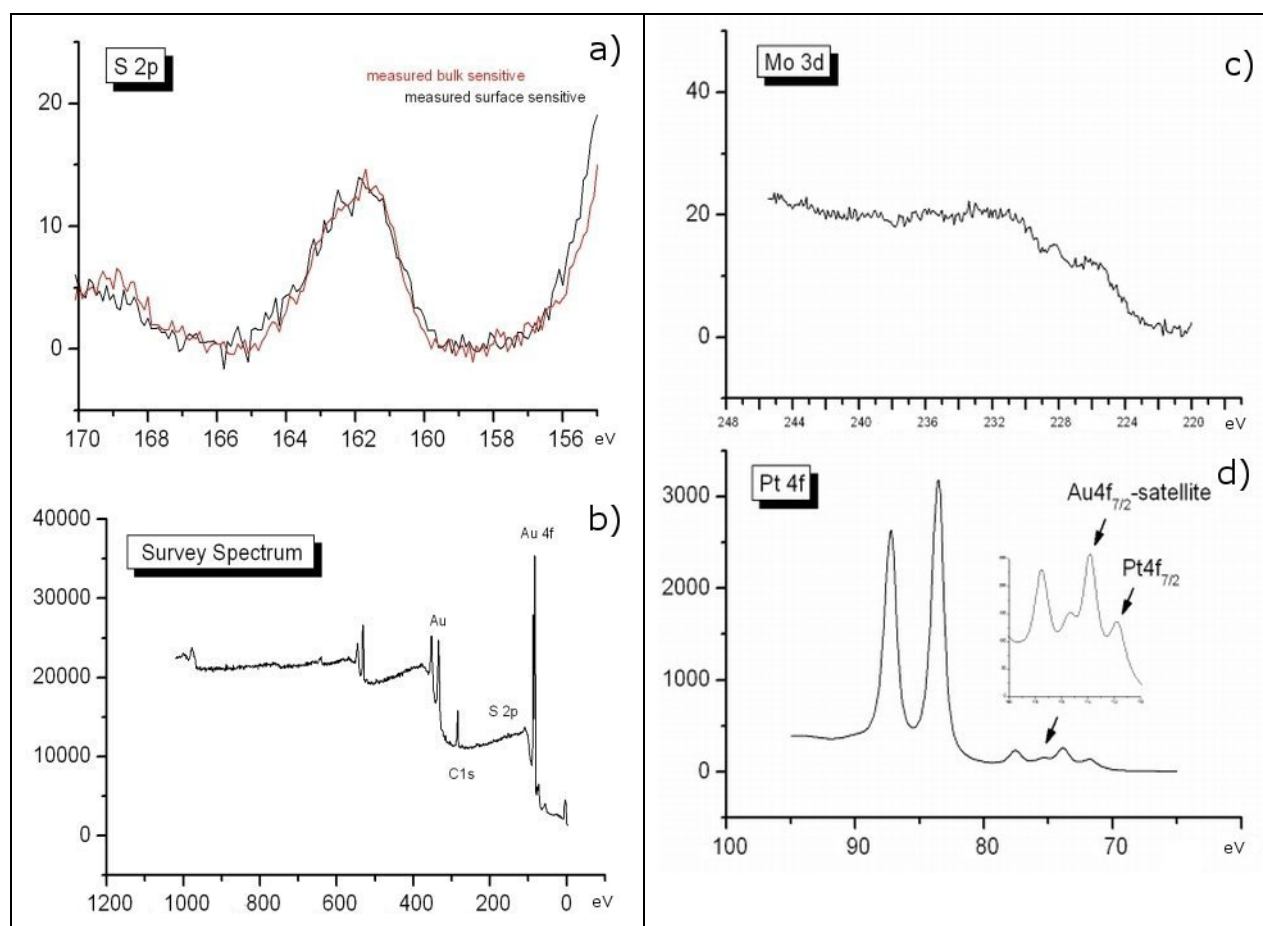 S 2p
a)
measured bulk sensitive
measured surface sensitive
20
10
0
170 168 166 164 162 160 158 156 eV
b)
Survey Spectrum
Au 4f
Au
S 2p
C1s
40000
30000
20000
10000
0
1200 1000 800 600 400 200 0 eV
Mo 3d
c)
40
20
0
248 244 240 236 232 228 224 220 eV
Pt 4f
d)
Au4f7/2-satellite
Pt4f7/2
3000
2000
1000
0
100 90 80 70 eV